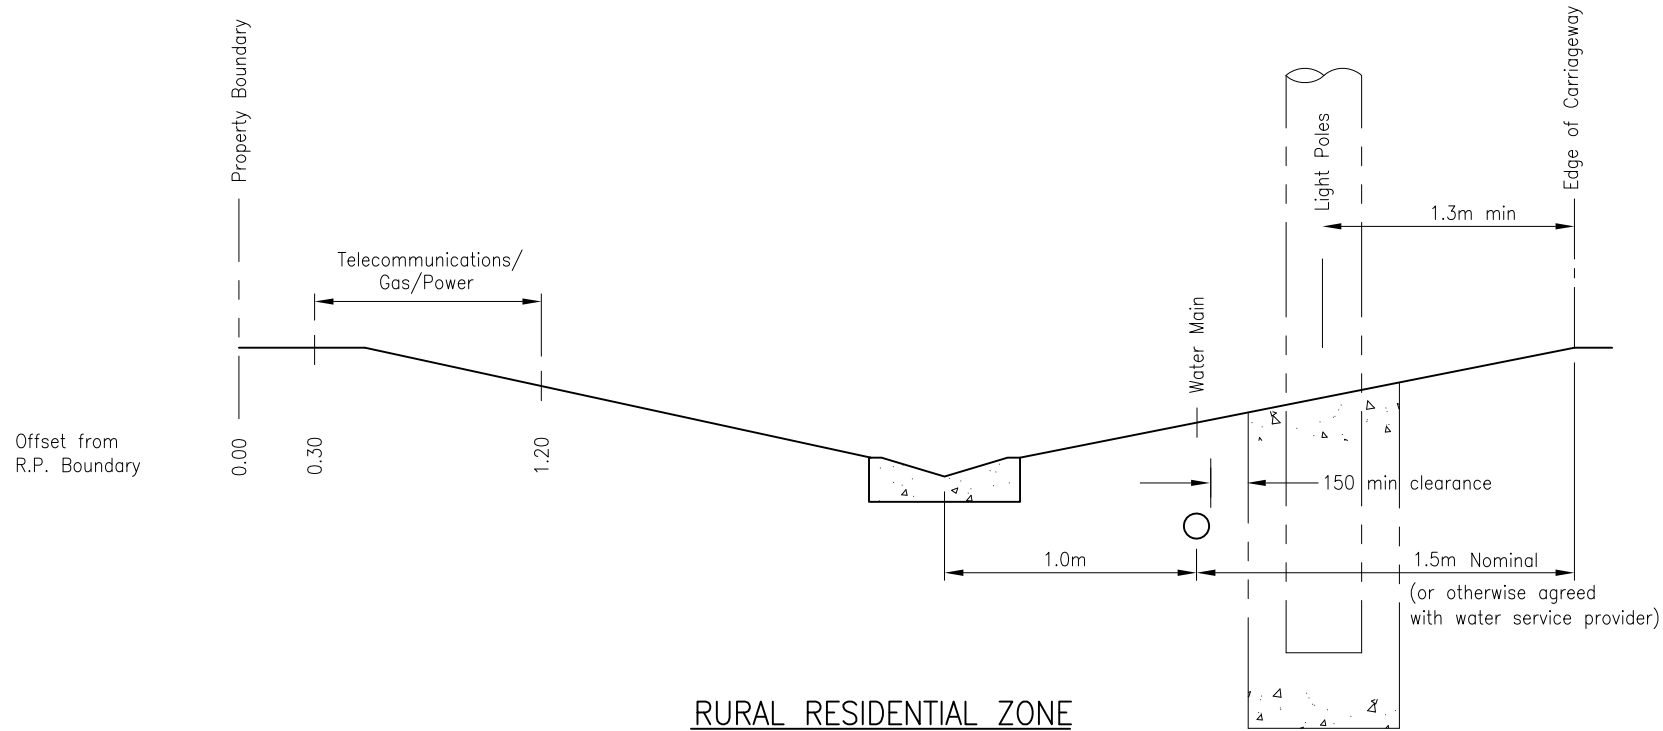 Property Boundary
Light Poles
Edge of Carriageway
1.3m min
Telecommunications/
Gas/Power
Water Main
Offset from
R.P. Boundary
0.00
0.30
1.20
150 min clearance
1.0m
1.5m Nominal
(or otherwise agreed
with water service provider)
RURAL RESIDENTIAL ZONE